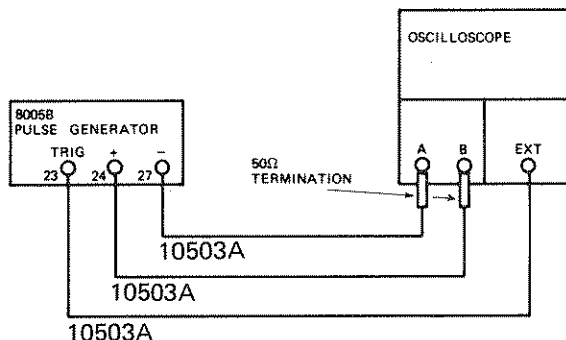 OSCILLOSCOPE
8005B
PULSE GENERATOR
TRIG + −
23 24 27
A B EXT
50Ω
TERMINATION
10503A
10503A
10503A